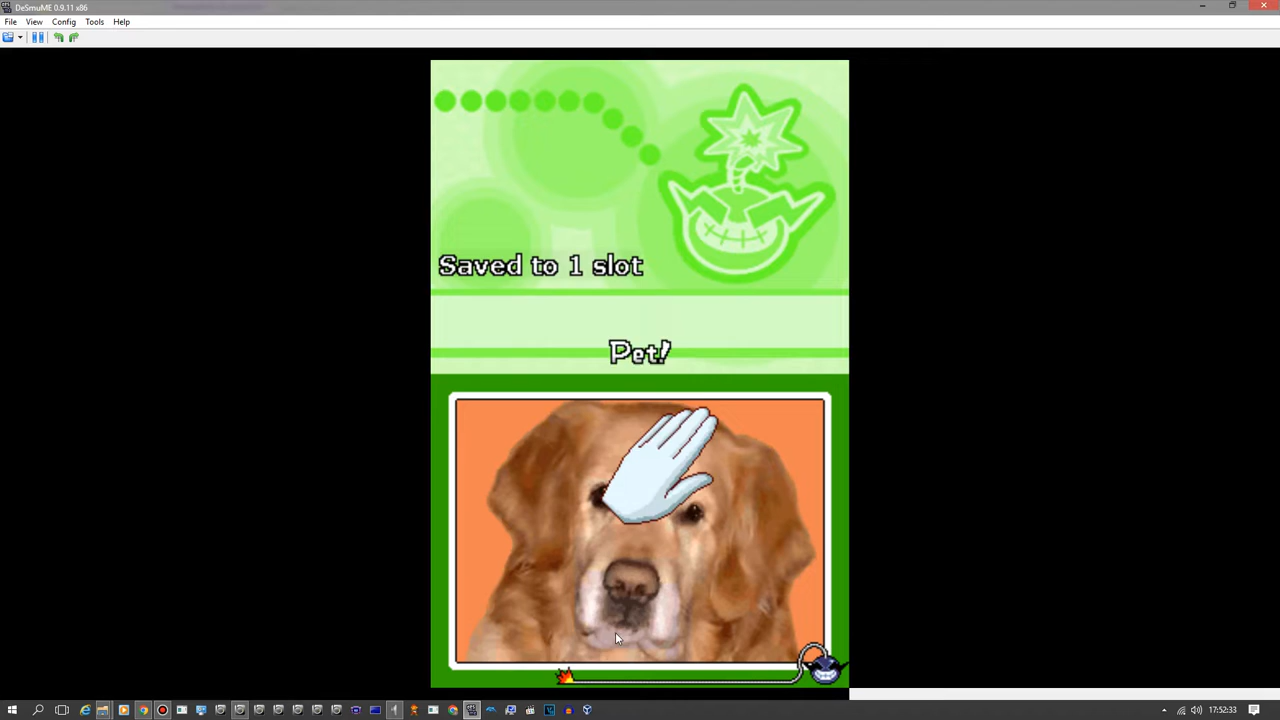 DeSmuME 0.9.11 x86
File View Config Tools Help
Saved to 1 slot
Pet!
17:52:33